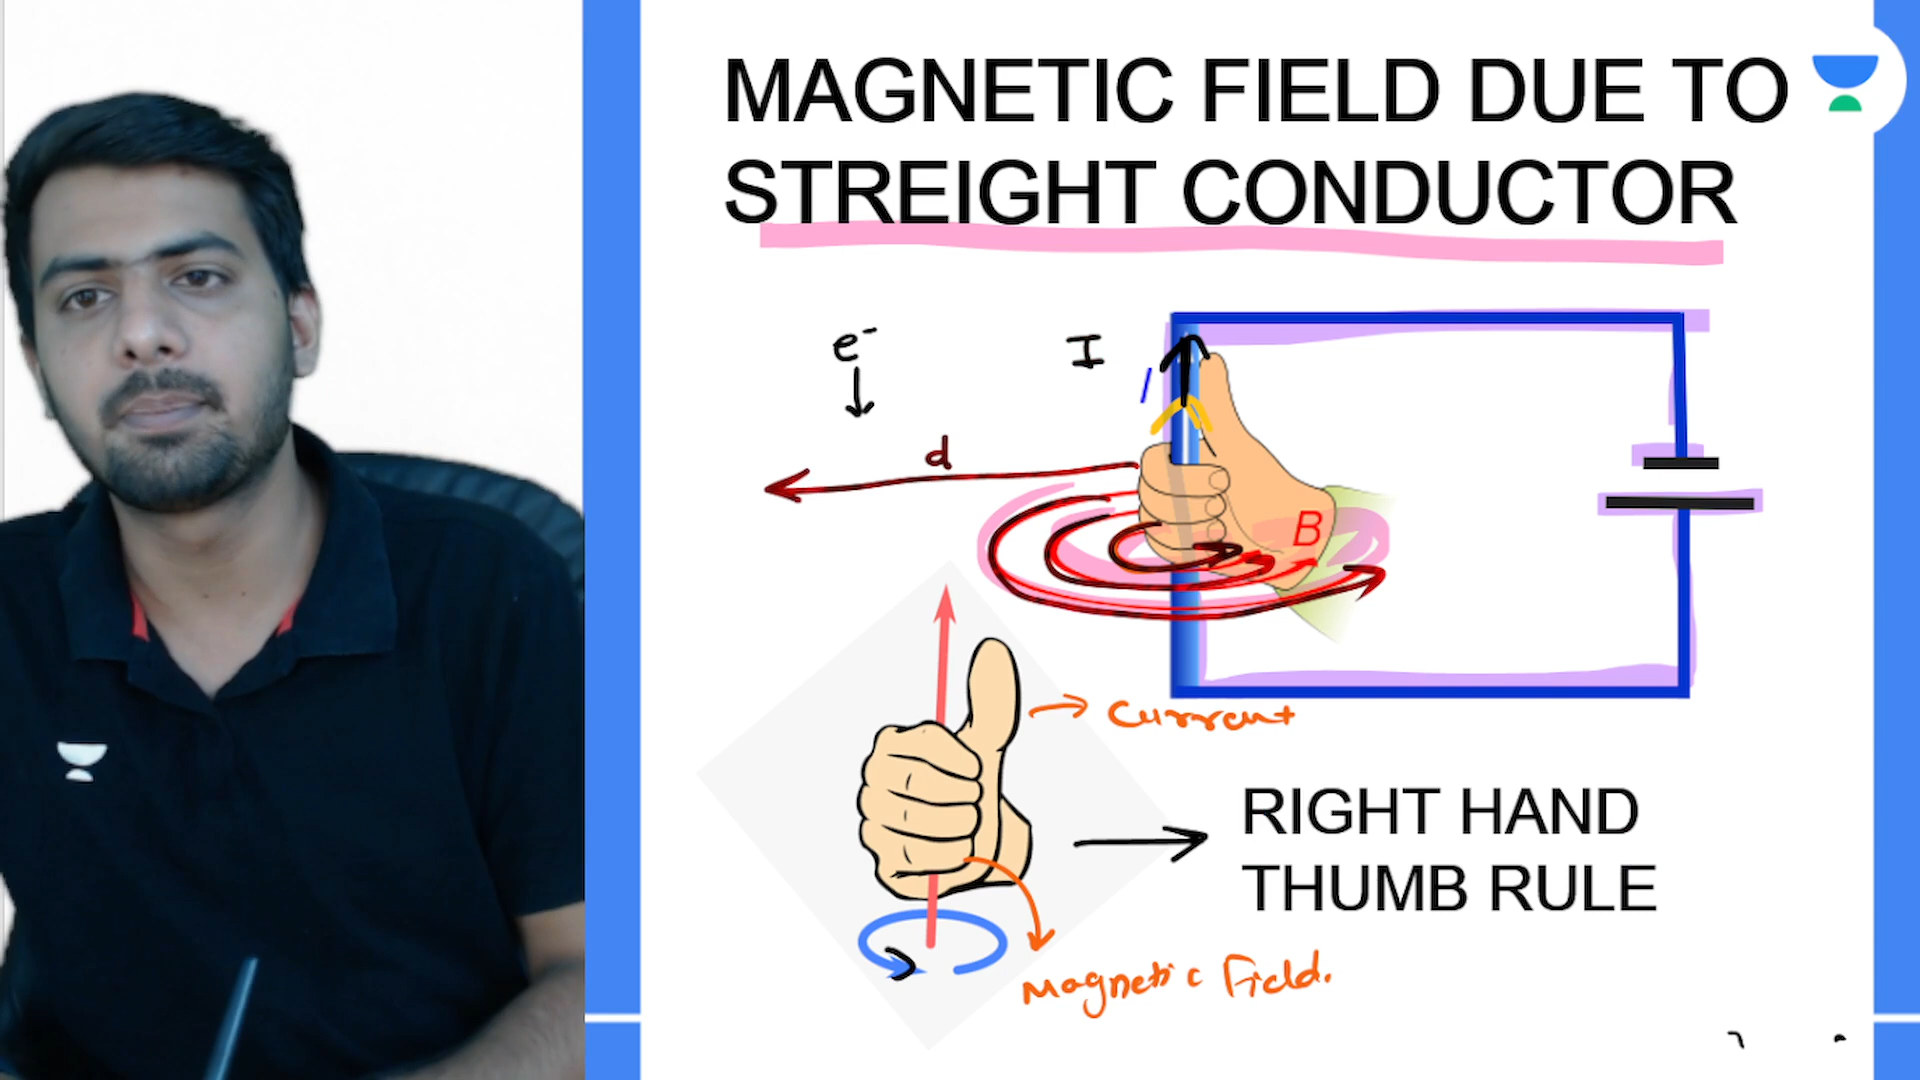 MAGNETIC FIELD DUE TO
STREIGHT CONDUCTOR
e⁻
I
I
d
B
Current
RIGHT HAND
THUMB RULE
Magnetic Field.